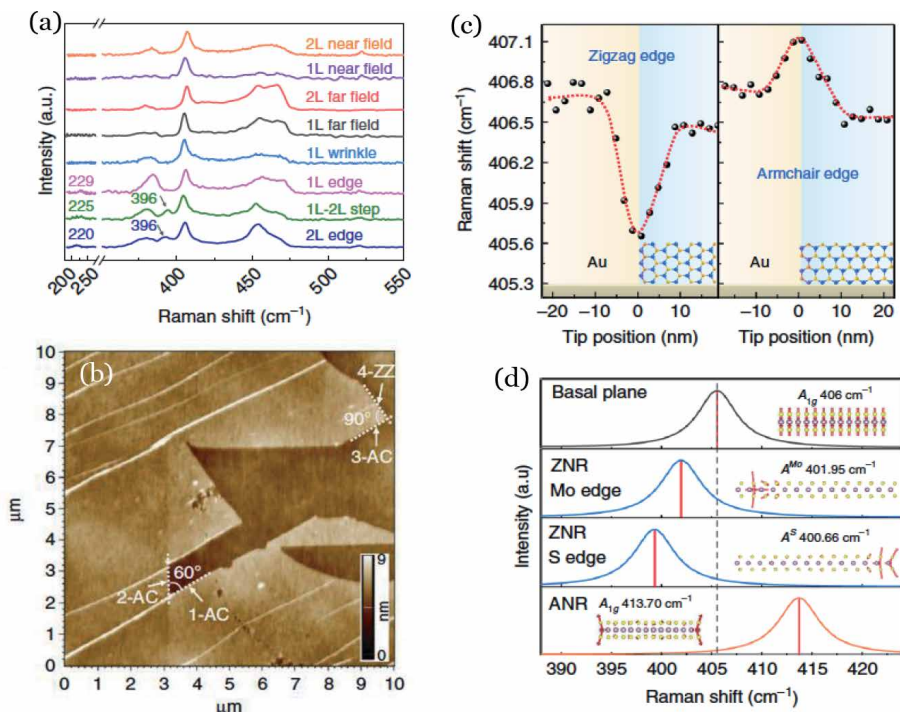 (a)
Intensity (a.u.)
2L near field
1L near field
2L far field
1L far field
1L wrinkle
229
1L edge
225
396
1L-2L step
220
396
2L edge
200
250
400
450
500
550
Raman shift (cm⁻¹)
(b)
10
9
8
7
6
5
4
3
2
1
0
μm
4-ZZ
90°
3-AC
60°
2-AC
1-AC
9
nm
0
0 1 2 3 4 5 6 7 8 9 10
μm
(c)
Raman shift (cm⁻¹)
407.1
406.8
406.5
406.2
405.9
405.6
405.3
Zigzag edge
Au
Armchair edge
Au
-20 -10 0 10
-20 -10 0 10 20
Tip position (nm)
Tip position (nm)
(d)
Intensity (a.u)
Basal plane
A1g 406 cm⁻¹
ZNR
Mo edge
Aᴹᵒ 401.95 cm⁻¹
ZNR
S edge
Aˢ 400.66 cm⁻¹
ANR
A1g 413.70 cm⁻¹
390 400 405 410 420
Raman shift (cm⁻¹)